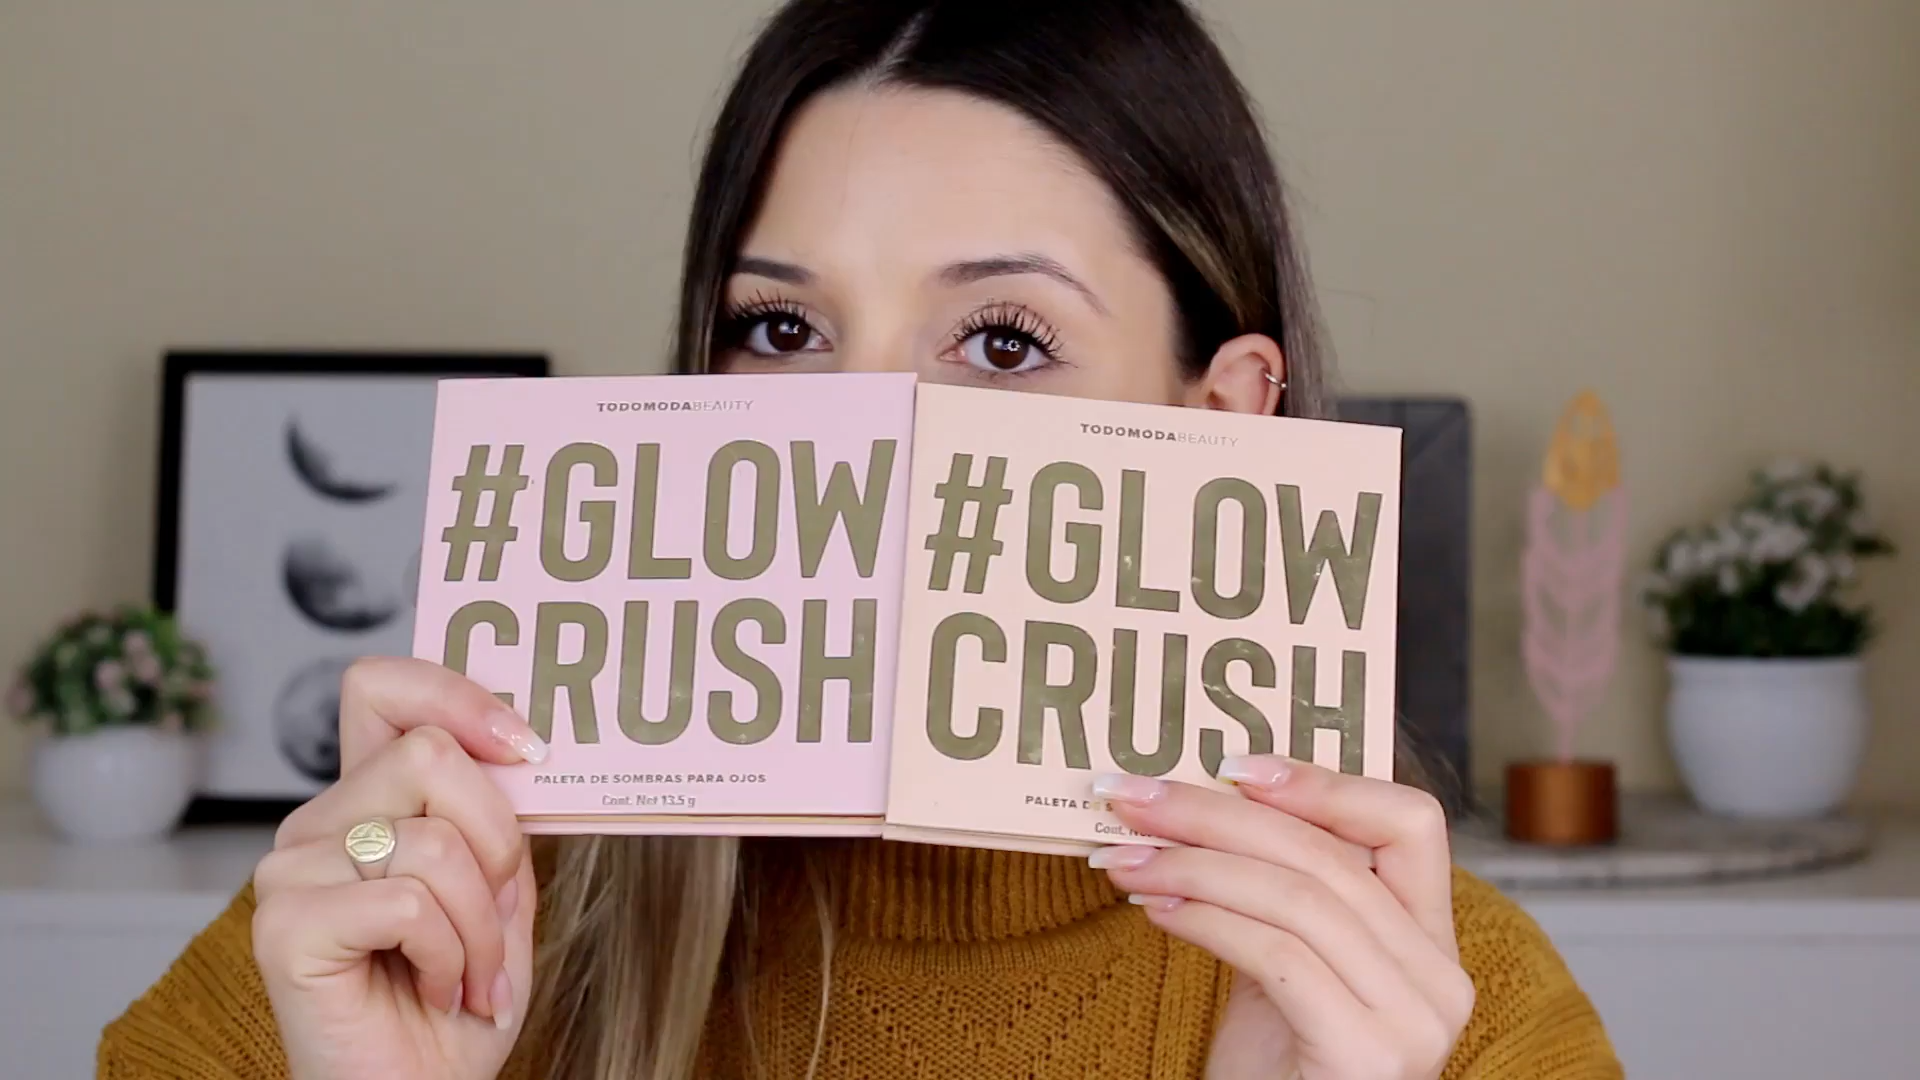 TODOMODABEAUTY
#GLOW
CRUSH
PALETA DE SOMBRAS PARA OJOS
Cont. Net 13.5 g
TODOMODABEAUTY
#GLOW
CRUSH
PALETA DE
Cont.